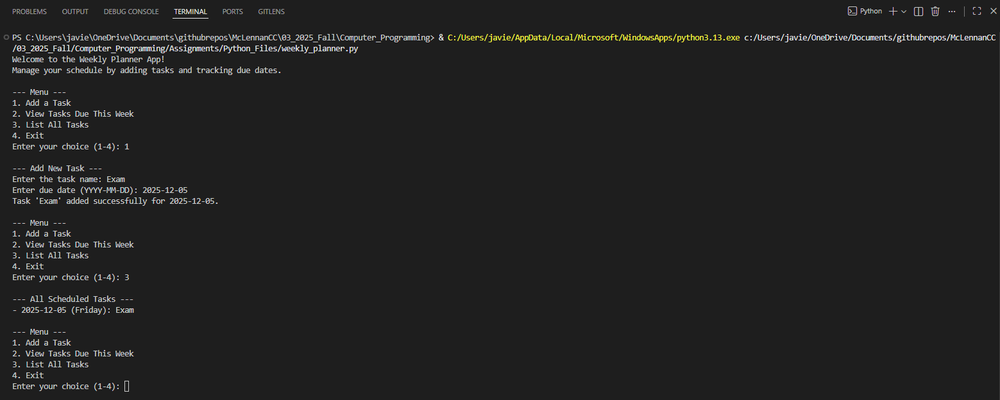 PROBLEMS OUTPUT DEBUG CONSOLE TERMINAL PORTS GITLENS Python
PS C:\Users\javie\OneDrive\Documents\githubrepos\McLennanCC\03_2025_Fall\Computer_Programming> & C:/Users/javie/AppData/Local/Microsoft/WindowsApps/python3.13.exe c:/Users/javie/OneDrive/Documents/githubrepos/McLennanCC
/03_2025_Fall/Computer_Programming/Assignments/Python_Files/weekly_planner.py
Welcome to the Weekly Planner App!
Manage your schedule by adding tasks and tracking due dates.
--- Menu ---
1. Add a Task
2. View Tasks Due This Week
3. List All Tasks
4. Exit
Enter your choice (1-4): 1
--- Add New Task ---
Enter the task name: Exam
Enter due date (YYYY-MM-DD): 2025-12-05
Task 'Exam' added successfully for 2025-12-05.
--- Menu ---
1. Add a Task
2. View Tasks Due This Week
3. List All Tasks
4. Exit
Enter your choice (1-4): 3
--- All Scheduled Tasks ---
- 2025-12-05 (Friday): Exam
--- Menu ---
1. Add a Task
2. View Tasks Due This Week
3. List All Tasks
4. Exit
Enter your choice (1-4):